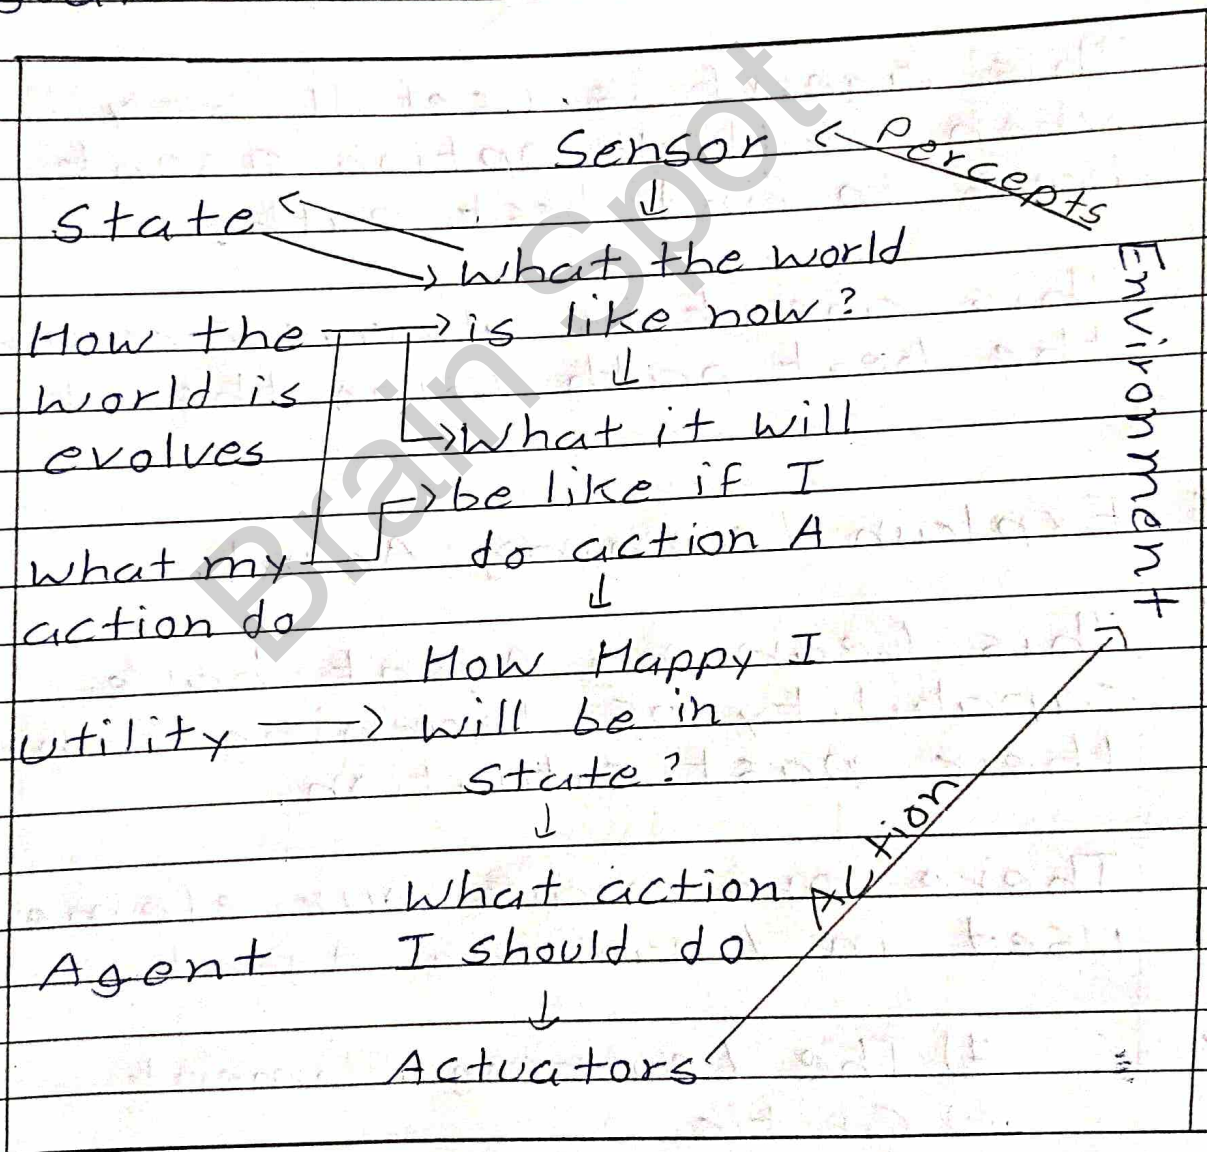 Sensor
Percepts
State
What the world
is like now?
How the
world is
evolves
What it will
be like if I
do action A
What my
action do
Environment
How Happy I
will be in
state?
Utility
What action
I should do
Action
Agent
Actuators
Brain Spot